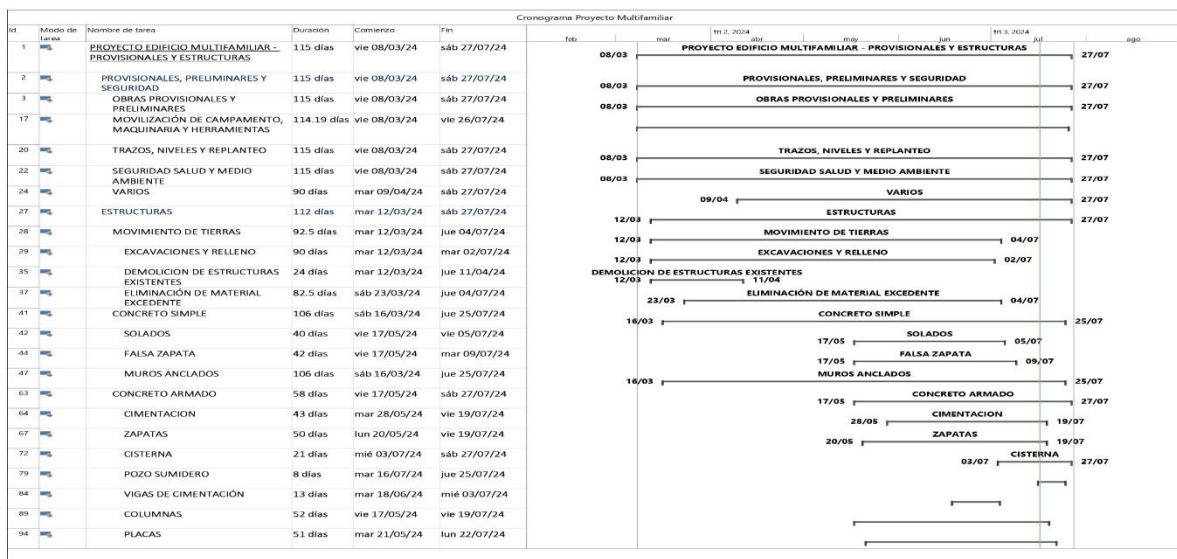 Cronograma Proyecto Multifamiliar
Id Modo de tarea Nombre de tarea Duración Comienzo Fin
tri 2, 2024 tri 3, 2024
feb mar abr may jun jul ago
1 PROYECTO EDIFICIO MULTIFAMILIAR - 115 días vie 08/03/24 sáb 27/07/24
PROVISIONALES Y ESTRUCTURAS
PROYECTO EDIFICIO MULTIFAMILIAR - PROVISIONALES Y ESTRUCTURAS
08/03 27/07
2 PROVISIONALES, PRELIMINARES Y 115 días vie 08/03/24 sáb 27/07/24
SEGURIDAD
PROVISIONALES, PRELIMINARES Y SEGURIDAD
08/03 27/07
3 OBRAS PROVISIONALES Y 115 días vie 08/03/24 sáb 27/07/24
PRELIMINARES
OBRAS PROVISIONALES Y PRELIMINARES
08/03 27/07
17 MOVILIZACIÓN DE CAMPAMENTO, 114.19 días vie 08/03/24 vie 26/07/24
MAQUINARIA Y HERRAMIENTAS
20 TRAZOS, NIVELES Y REPLANTEO 115 días vie 08/03/24 sáb 27/07/24
TRAZOS, NIVELES Y REPLANTEO
08/03 27/07
22 SEGURIDAD SALUD Y MEDIO 115 días vie 08/03/24 sáb 27/07/24
AMBIENTE
SEGURIDAD SALUD Y MEDIO AMBIENTE
08/03 27/07
24 VARIOS 90 días mar 09/04/24 sáb 27/07/24
VARIOS
09/04 27/07
27 ESTRUCTURAS 112 días mar 12/03/24 sáb 27/07/24
ESTRUCTURAS
12/03 27/07
28 MOVIMIENTO DE TIERRAS 92.5 días mar 12/03/24 jue 04/07/24
MOVIMIENTO DE TIERRAS
12/03 04/07
29 EXCAVACIONES Y RELLENO 90 días mar 12/03/24 mar 02/07/24
EXCAVACIONES Y RELLENO
12/03 02/07
35 DEMOLICION DE ESTRUCTURAS 24 días mar 12/03/24 jue 11/04/24
EXISTENTES
DEMOLICION DE ESTRUCTURAS EXISTENTES
12/03 11/04
37 ELIMINACIÓN DE MATERIAL 82.5 días sáb 23/03/24 jue 04/07/24
EXCEDENTE
ELIMINACIÓN DE MATERIAL EXCEDENTE
23/03 04/07
41 CONCRETO SIMPLE 106 días sáb 16/03/24 jue 25/07/24
CONCRETO SIMPLE
16/03 25/07
42 SOLADOS 40 días vie 17/05/24 vie 05/07/24
SOLADOS
17/05 05/07
44 FALSA ZAPATA 42 días vie 17/05/24 mar 09/07/24
FALSA ZAPATA
17/05 09/07
47 MUROS ANCLADOS 106 días sáb 16/03/24 jue 25/07/24
MUROS ANCLADOS
16/03 25/07
63 CONCRETO ARMADO 58 días vie 17/05/24 sáb 27/07/24
CONCRETO ARMADO
17/05 27/07
64 CIMENTACION 43 días mar 28/05/24 vie 19/07/24
CIMENTACION
28/05 19/07
67 ZAPATAS 50 días lun 20/05/24 vie 19/07/24
ZAPATAS
20/05 19/07
72 CISTERNA 21 días mié 03/07/24 sáb 27/07/24
CISTERNA
03/07 27/07
79 POZO SUMIDERO 8 días mar 16/07/24 jue 25/07/24
84 VIGAS DE CIMENTACIÓN 13 días mar 18/06/24 mié 03/07/24
89 COLUMNAS 52 días vie 17/05/24 vie 19/07/24
94 PLACAS 51 días mar 21/05/24 lun 22/07/24